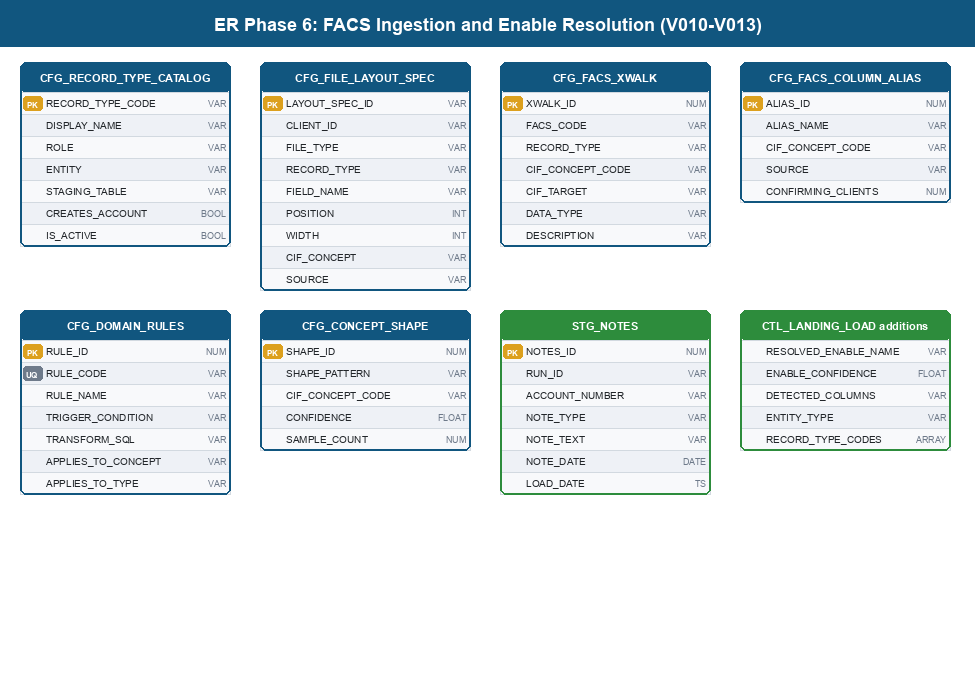 ER Phase 6: FACS Ingestion and Enable Resolution (V010-V013)
CFG_RECORD_TYPE_CATALOG
PK RECORD_TYPE_CODE VAR
DISPLAY_NAME VAR
ROLE VAR
ENTITY VAR
STAGING_TABLE VAR
CREATES_ACCOUNT BOOL
IS_ACTIVE BOOL
CFG_FILE_LAYOUT_SPEC
PK LAYOUT_SPEC_ID VAR
CLIENT_ID VAR
FILE_TYPE VAR
RECORD_TYPE VAR
FIELD_NAME VAR
POSITION INT
WIDTH INT
CIF_CONCEPT VAR
SOURCE VAR
CFG_FACS_XWALK
PK XWALK_ID NUM
FACS_CODE VAR
RECORD_TYPE VAR
CIF_CONCEPT_CODE VAR
CIF_TARGET VAR
DATA_TYPE VAR
DESCRIPTION VAR
CFG_FACS_COLUMN_ALIAS
PK ALIAS_ID NUM
ALIAS_NAME VAR
CIF_CONCEPT_CODE VAR
SOURCE VAR
CONFIRMING_CLIENTS NUM
CFG_DOMAIN_RULES
PK RULE_ID NUM
UQ RULE_CODE VAR
RULE_NAME VAR
TRIGGER_CONDITION VAR
TRANSFORM_SQL VAR
APPLIES_TO_CONCEPT VAR
APPLIES_TO_TYPE VAR
CFG_CONCEPT_SHAPE
PK SHAPE_ID NUM
SHAPE_PATTERN VAR
CIF_CONCEPT_CODE VAR
CONFIDENCE FLOAT
SAMPLE_COUNT NUM
STG_NOTES
PK NOTES_ID NUM
RUN_ID VAR
ACCOUNT_NUMBER VAR
NOTE_TYPE VAR
NOTE_TEXT VAR
NOTE_DATE DATE
LOAD_DATE TS
CTL_LANDING_LOAD additions
RESOLVED_ENABLE_NAME VAR
ENABLE_CONFIDENCE FLOAT
DETECTED_COLUMNS VAR
ENTITY_TYPE VAR
RECORD_TYPE_CODES ARRAY